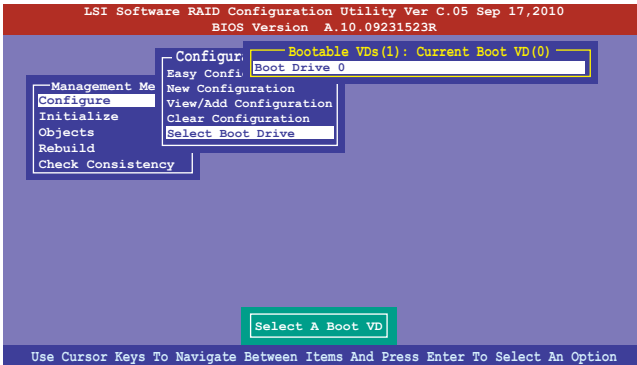 LSI Software RAID Configuration Utility Ver C.05 Sep 17,2010
BIOS Version A.10.09231523R
Management Me
Configure
Initialize
Objects
Rebuild
Check Consistency
Configur
Easy Confi
New Configuration
View/Add Configuration
Clear Configuration
Select Boot Drive
Bootable VDs(1): Current Boot VD(0)
Boot Drive 0
Select A Boot VD
Use Cursor Keys To Navigate Between Items And Press Enter To Select An Option